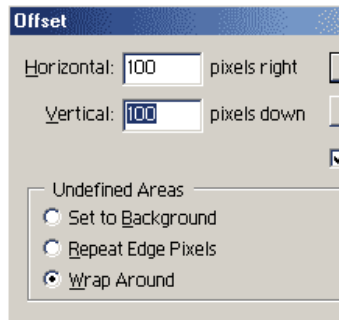 Offset
Horizontal: 100 pixels right
Vertical: 100 pixels down
Undefined Areas
Set to Background
Repeat Edge Pixels
Wrap Around